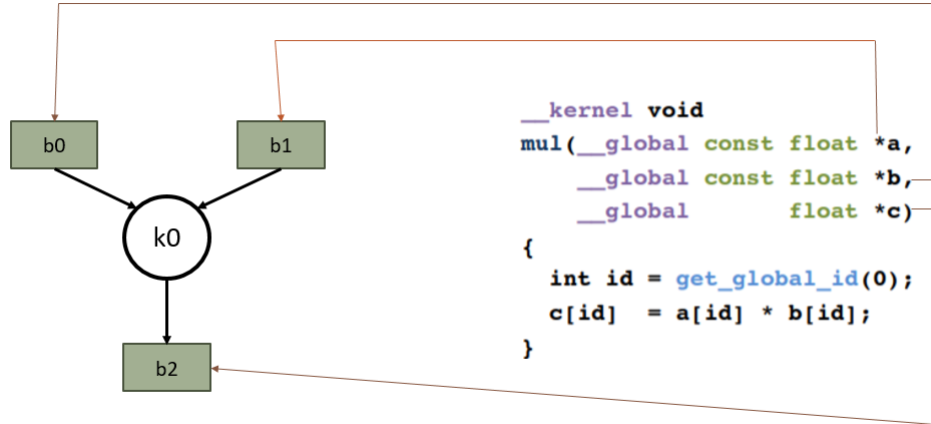 b0
b1
k0
b2
__kernel void
mul(__global const float *a,
__global const float *b,
__global float *c)
{
int id = get_global_id(0);
c[id] = a[id] * b[id];
}